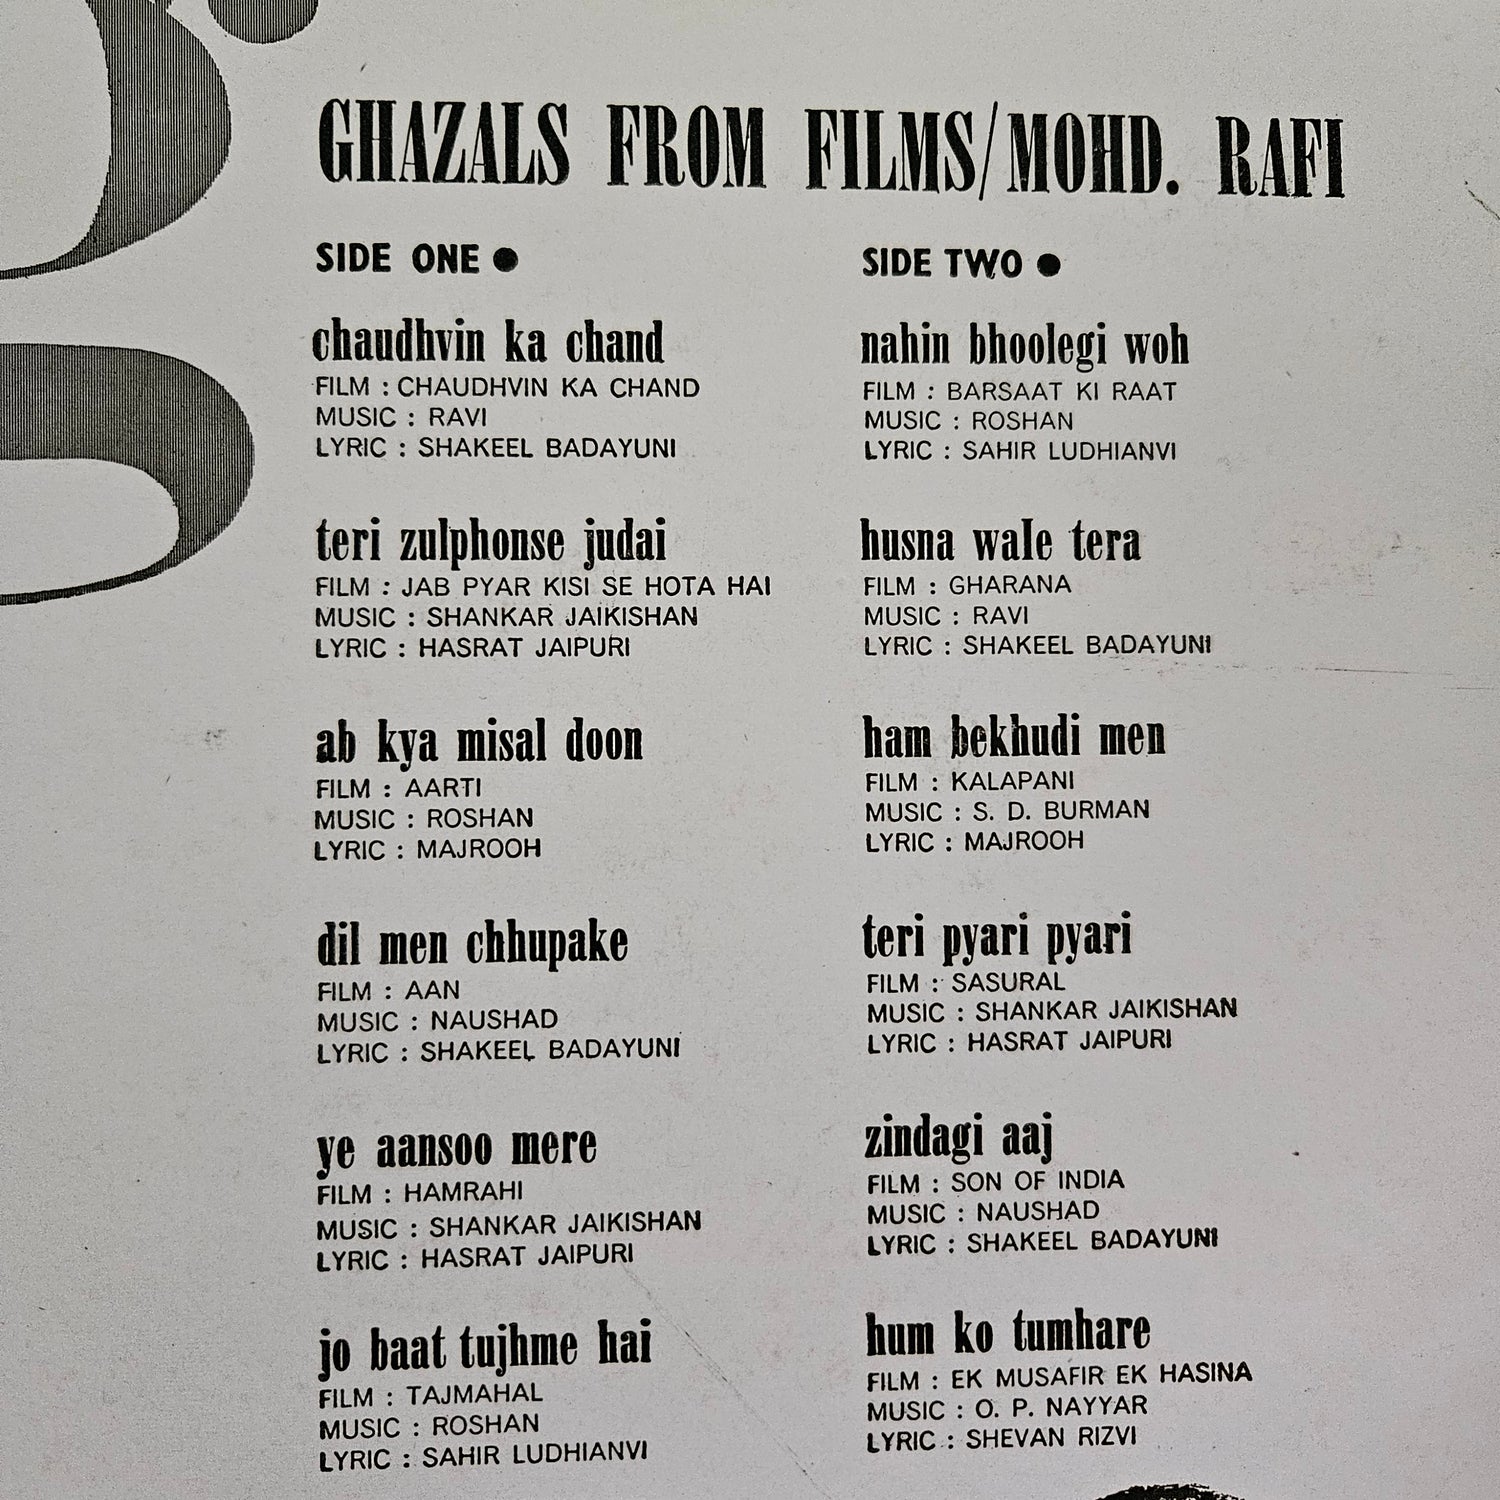 GHAZALS FROM FILMS/MOHD. RAFI
SIDE ONE ●
chaudhvin ka chand
FILM : CHAUDHVIN KA CHAND
MUSIC : RAVI
LYRIC : SHAKEEL BADAYUNI
teri zulphonse judai
FILM : JAB PYAR KISI SE HOTA HAI
MUSIC : SHANKAR JAIKISHAN
LYRIC : HASRAT JAIPURI
ab kya misal doon
FILM : AARTI
MUSIC : ROSHAN
LYRIC : MAJROOH
dil men chhupake
FILM : AAN
MUSIC : NAUSHAD
LYRIC : SHAKEEL BADAYUNI
ye aansoo mere
FILM : HAMRAHI
MUSIC : SHANKAR JAIKISHAN
LYRIC : HASRAT JAIPURI
jo baat tujhme hai
FILM : TAJMAHAL
MUSIC : ROSHAN
LYRIC : SAHIR LUDHIANVI
SIDE TWO ●
nahin bhoolegi woh
FILM : BARSAAT KI RAAT
MUSIC : ROSHAN
LYRIC : SAHIR LUDHIANVI
husna wale tera
FILM : GHARANA
MUSIC : RAVI
LYRIC : SHAKEEL BADAYUNI
ham bekhudi men
FILM : KALAPANI
MUSIC : S. D. BURMAN
LYRIC : MAJROOH
teri pyari pyari
FILM : SASURAL
MUSIC : SHANKAR JAIKISHAN
LYRIC : HASRAT JAIPURI
zindagi aaj
FILM : SON OF INDIA
MUSIC : NAUSHAD
LYRIC : SHAKEEL BADAYUNI
hum ko tumhare
FILM : EK MUSAFIR EK HASINA
MUSIC : O. P. NAYYAR
LYRIC : SHEVAN RIZVI